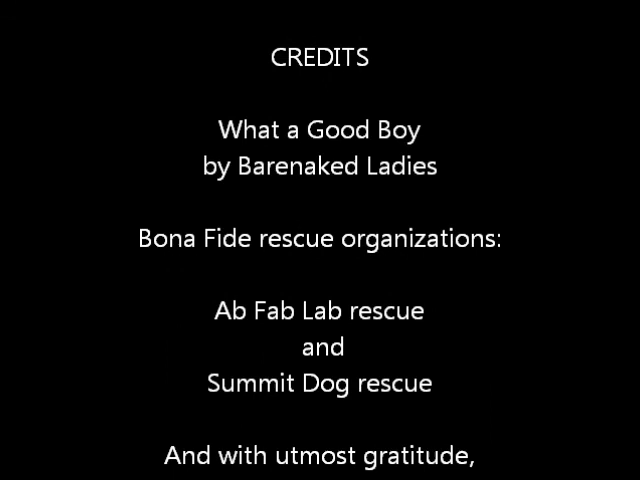 CREDITS
What a Good Boy
by Barenaked Ladies
Bona Fide rescue organizations:
Ab Fab Lab rescue
and
Summit Dog rescue
And with utmost gratitude,